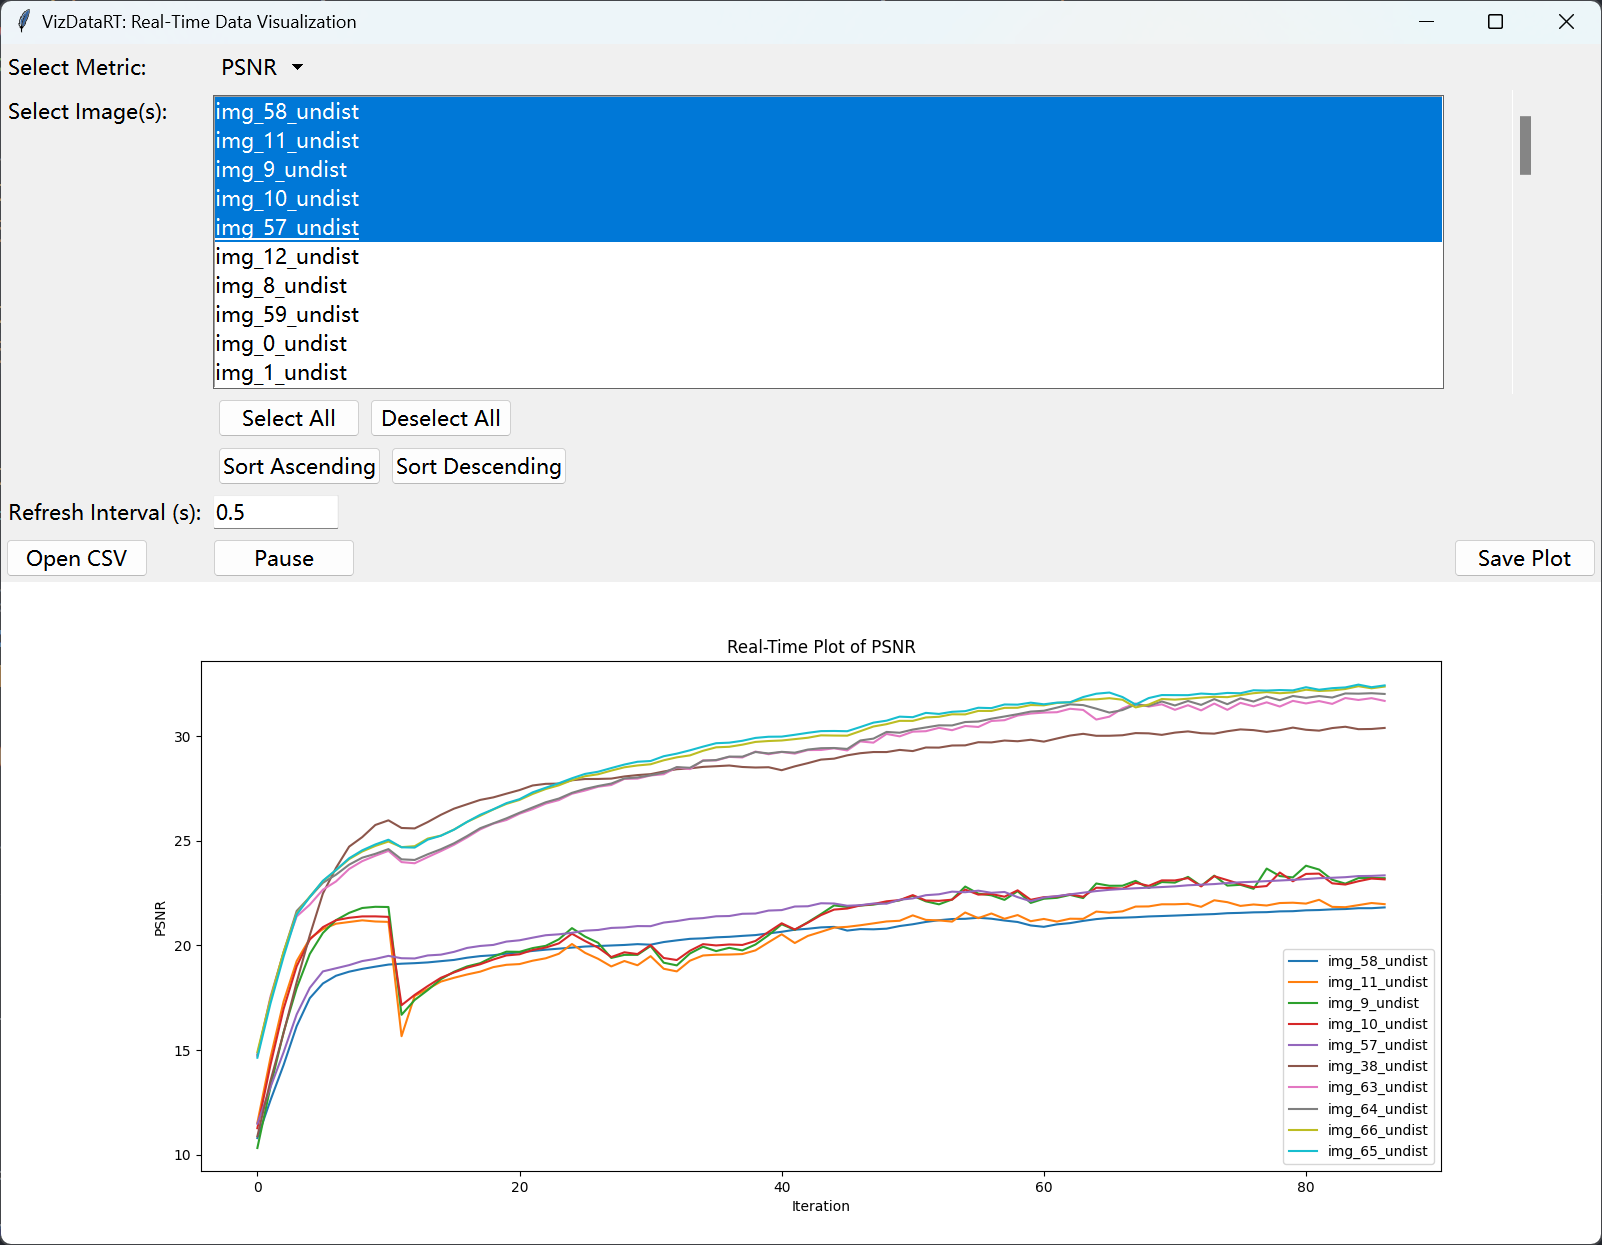 VizDataRT: Real-Time Data Visualization
Select Metric: PSNR
Select Image(s):
img_58_undist
img_11_undist
img_9_undist
img_10_undist
img_57_undist
img_12_undist
img_8_undist
img_59_undist
img_0_undist
img_1_undist
Select All Deselect All
Sort Ascending Sort Descending
Refresh Interval (s): 0.5
Open CSV Pause Save Plot
Real-Time Plot of PSNR
30
25
20
15
10
PSNR
img_58_undist
img_11_undist
img_9_undist
img_10_undist
img_57_undist
img_38_undist
img_63_undist
img_64_undist
img_66_undist
img_65_undist
0 20 40 60 80
Iteration